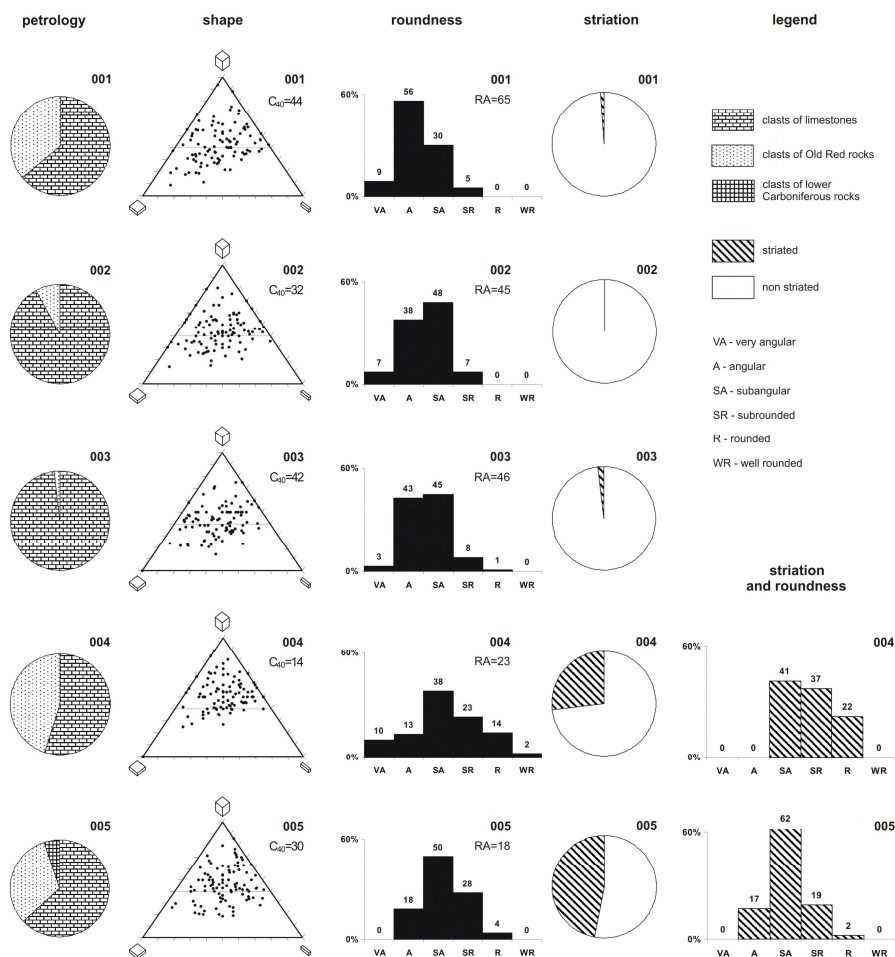 petrology shape roundness striation legend
001 001 001 001
C₄₀=44
60% 56 RA=65
30
9 5 0 0
0%
VA A SA SR R WR
clasts of limestones
clasts of Old Red rocks
clasts of lower
Carboniferous rocks
striated
non striated
VA - very angular
A - angular
SA - subangular
SR - subrounded
R - rounded
WR - well rounded
002 002 002 002
C₄₀=32
60% 48 RA=45
38
7 7 0 0
0%
VA A SA SR R WR
003 003 003 003
C₄₀=42
60% RA=46
43 45
3 8 1 0
0%
VA A SA SR R WR
striation
and roundness
004 004 004 004 004
C₄₀=14
60% RA=23
38
10 13 23 14 2
0%
VA A SA SR R WR
60%
41 37 22
0 0 0
0%
VA A SA SR R WR
005 005 005 005 005
C₄₀=30
60% RA=18
50
0 18 28 4 0
0%
VA A SA SR R WR
60% 62
0 17 19 2 0
0%
VA A SA SR R WR